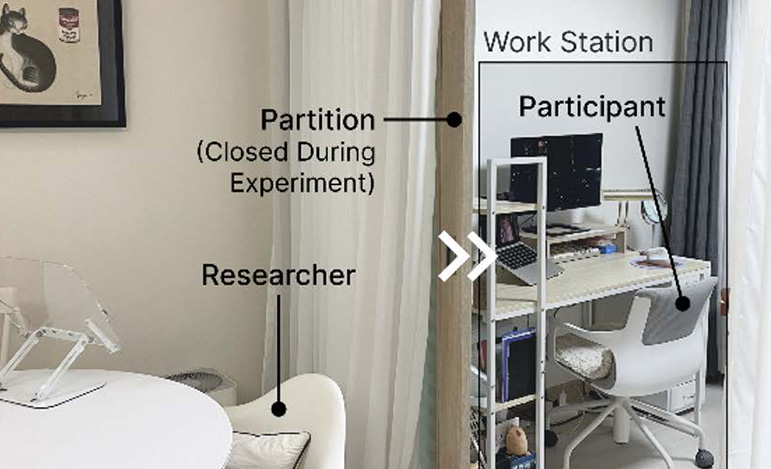 Work Station
Participant
Partition
(Closed During
Experiment)
Researcher